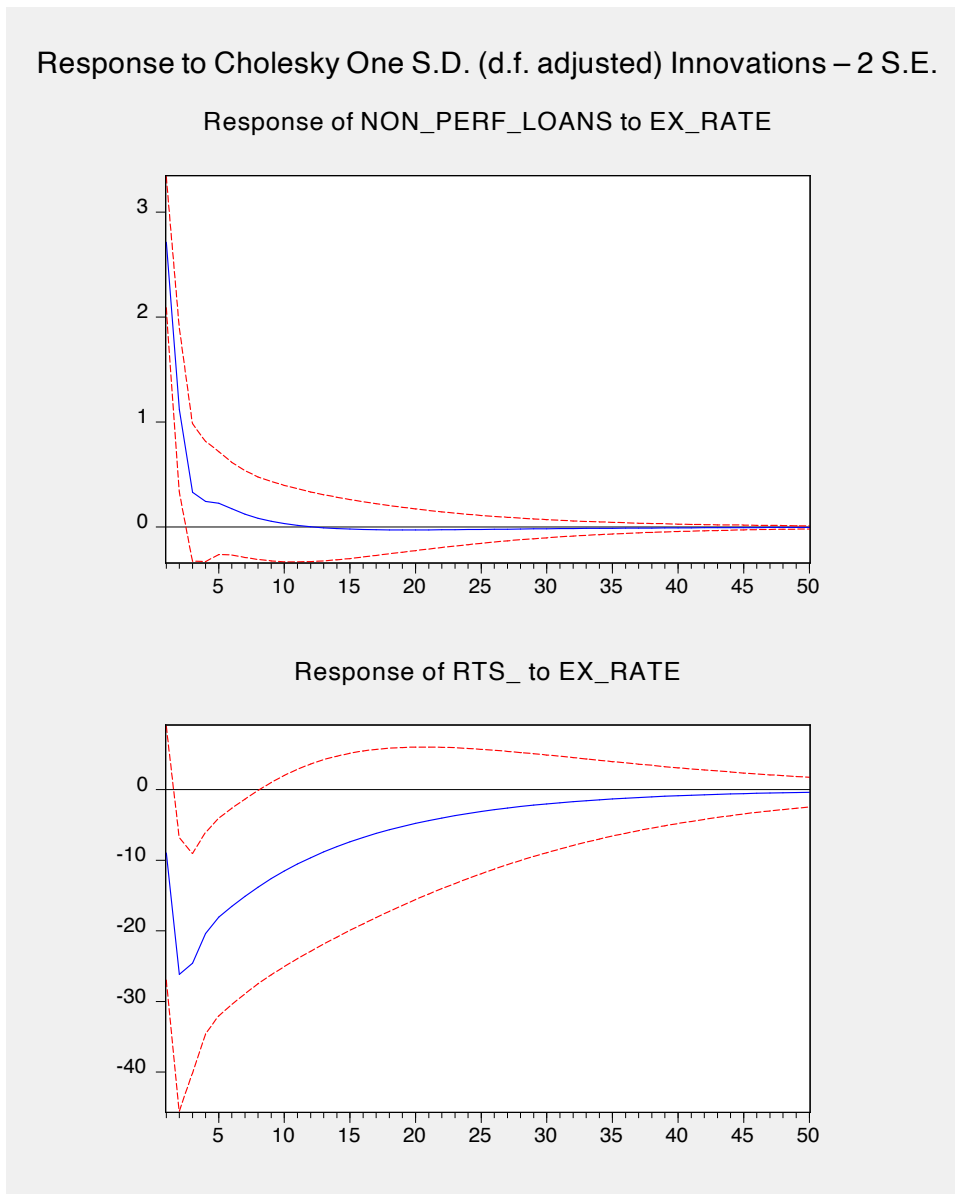 Response to Cholesky One S.D. (d.f. adjusted) Innovations – 2 S.E.
Response of NON_PERF_LOANS to EX_RATE
3
2
1
0
5 10 15 20 25 30 35 40 45 50
Response of RTS_ to EX_RATE
0
-10
-20
-30
-40
5 10 15 20 25 30 35 40 45 50